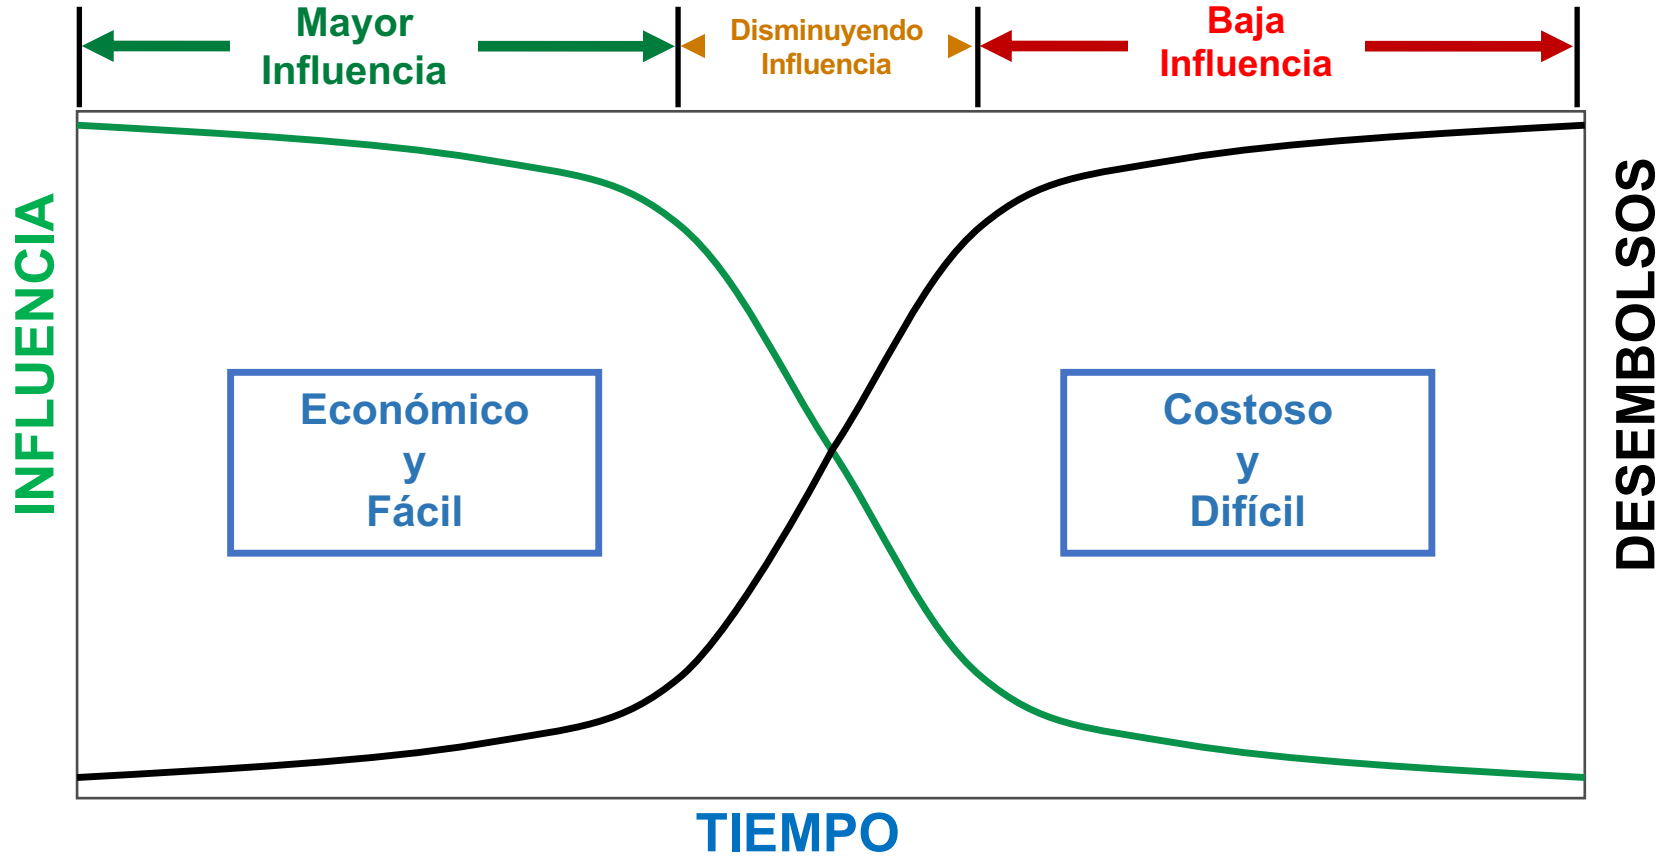 Mayor
Influencia
Disminuyendo
Influencia
Baja
Influencia
INFLUENCIA
Económico
y
Fácil
Costoso
y
Difícil
DESEMBOLSOS
TIEMPO